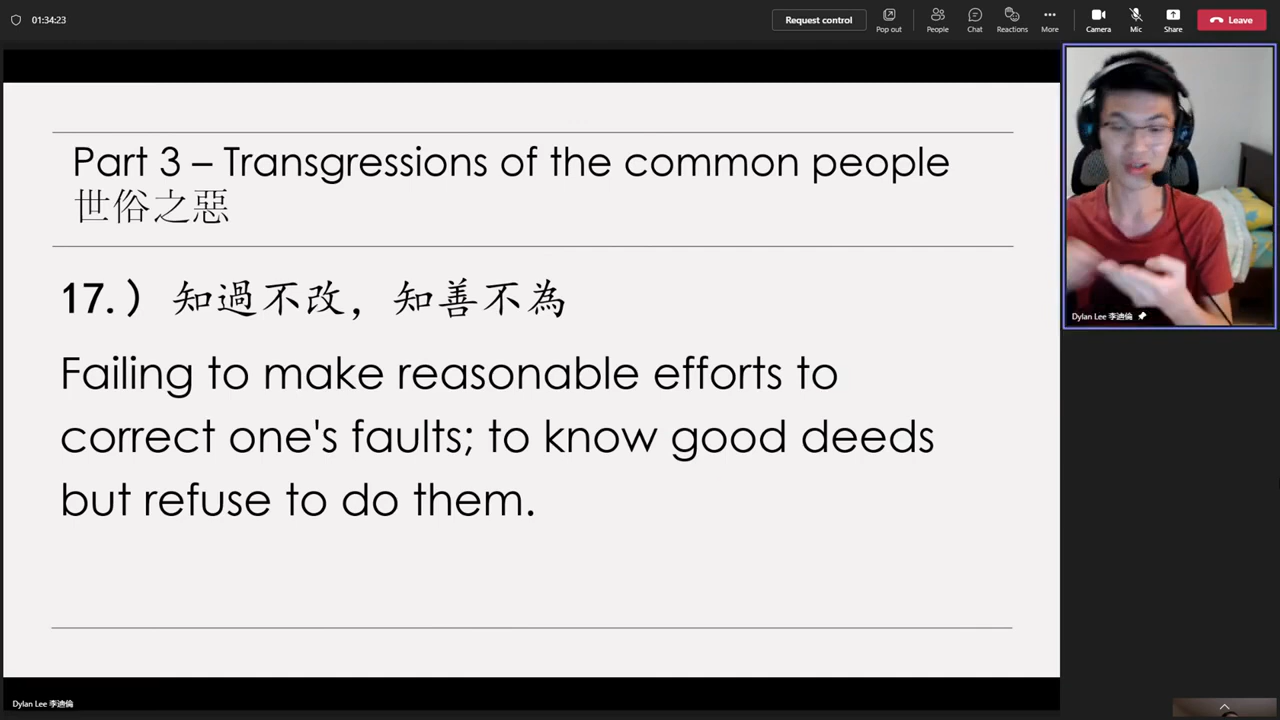 01:34:23
Request control
Pop out
People
Chat
Reactions
More
Camera
Mic
Share
Leave
Part 3 – Transgressions of the common people
世俗之惡
17.）知過不改，知善不為
Failing to make reasonable efforts to
correct one's faults; to know good deeds
but refuse to do them.
Dylan Lee 李迪倫
Dylan Lee 李迪倫